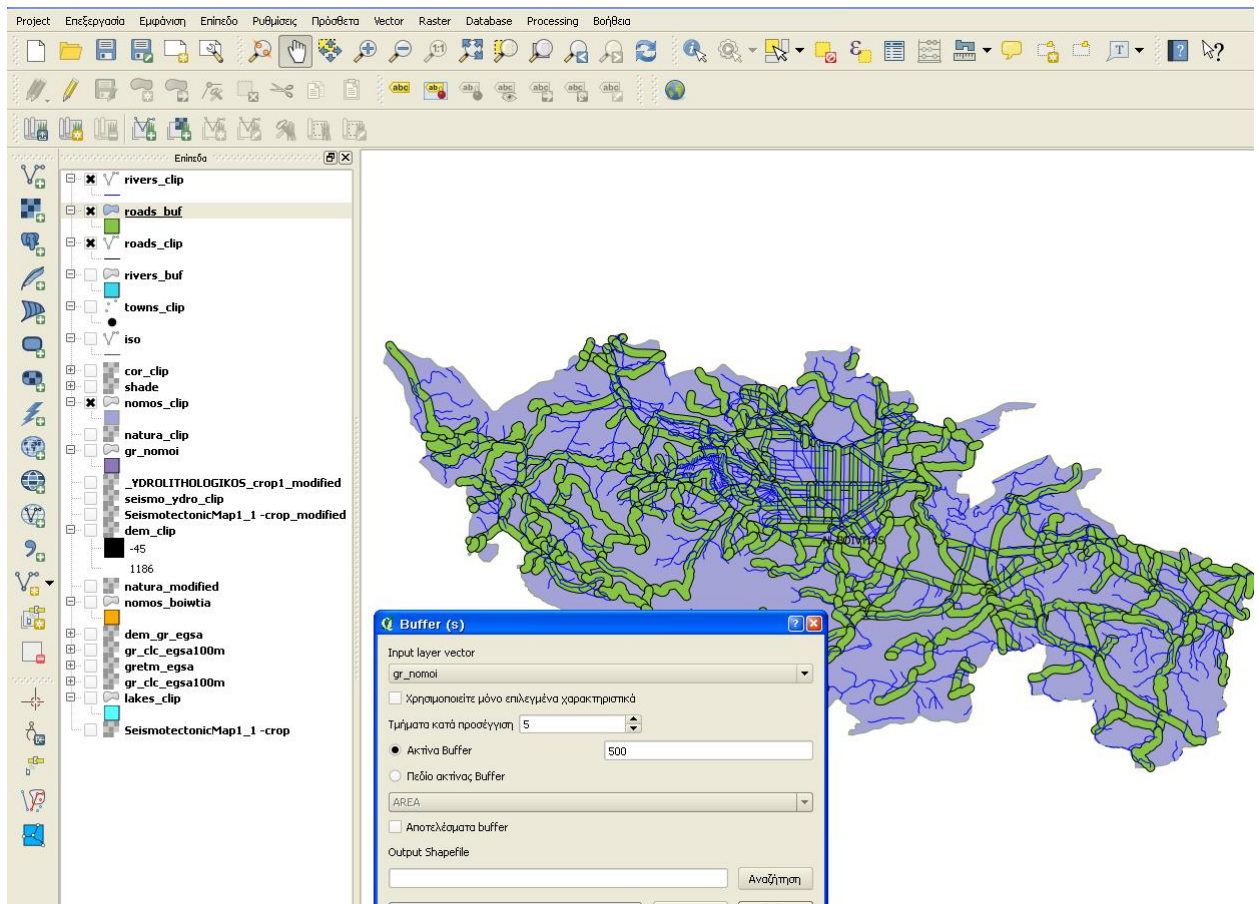 Project Επεξεργασία Εμφάνιση Επίπεδο Ρυθμίσεις Πρόσθετα Vector Raster Database Processing Βοήθεια
Επίπεδα
rivers_clip
roads_buf
roads_clip
rivers_buf
towns_clip
iso
cor_clip
shade
nomos_clip
natura_clip
gr_nomoi
_YDROLITHOLOGIKOS_crop1_modified
seismo_ydro_clip
SeismotectonicMap1_1 -crop_modified
dem_clip
-45
1186
natura_modified
nomos_boiwtia
dem_gr_egsa
gr_clc_egsa100m
gretm_egsa
gr_clc_egsa100m
lakes_clip
SeismotectonicMap1_1 -crop
Buffer (s)
Input layer vector
gr_nomoi
Χρησιμοποιείτε μόνο επιλεγμένα χαρακτηριστικά
Τμήματα κατά προσέγγιση 5
Ακτίνα Buffer 500
Πεδίο ακτίνας Buffer
AREA
Αποτελέσματα buffer
Output Shapefile
Αναζήτηση